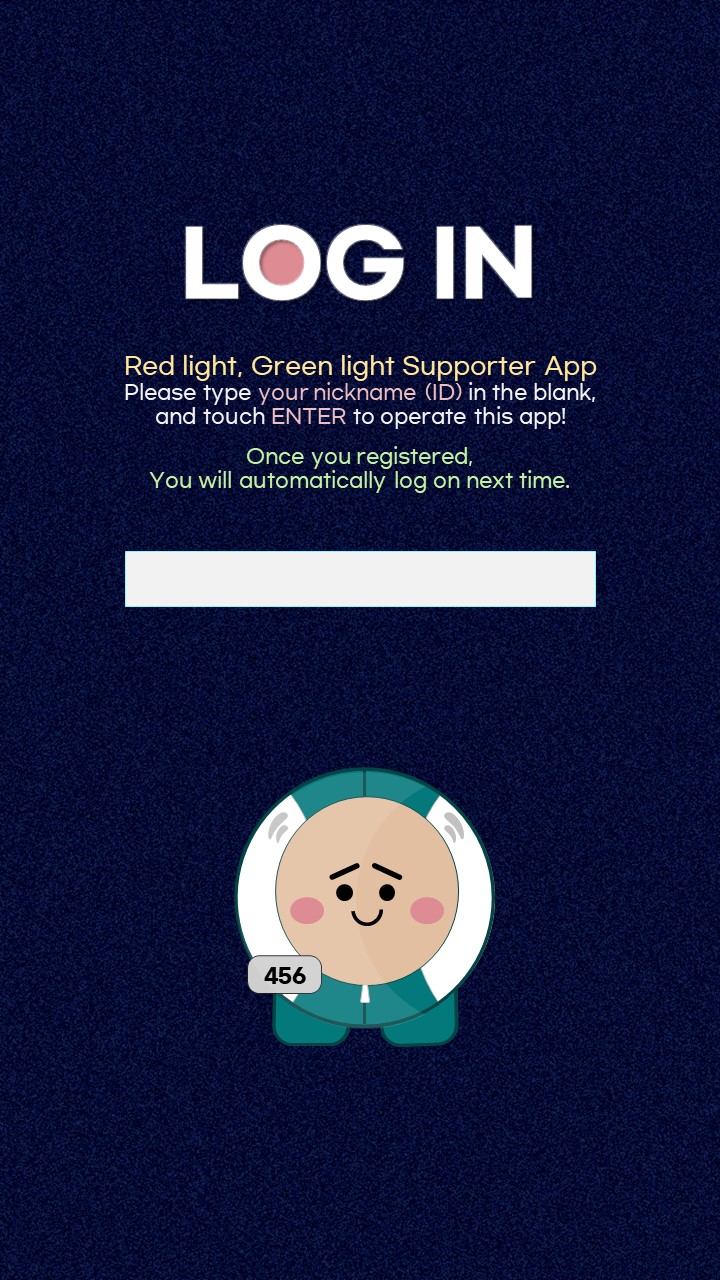 LOG IN
Red light, Green light Supporter App
Please type your nickname (ID) in the blank,
and touch ENTER to operate this app!
Once you registered,
You will automatically log on next time.
456